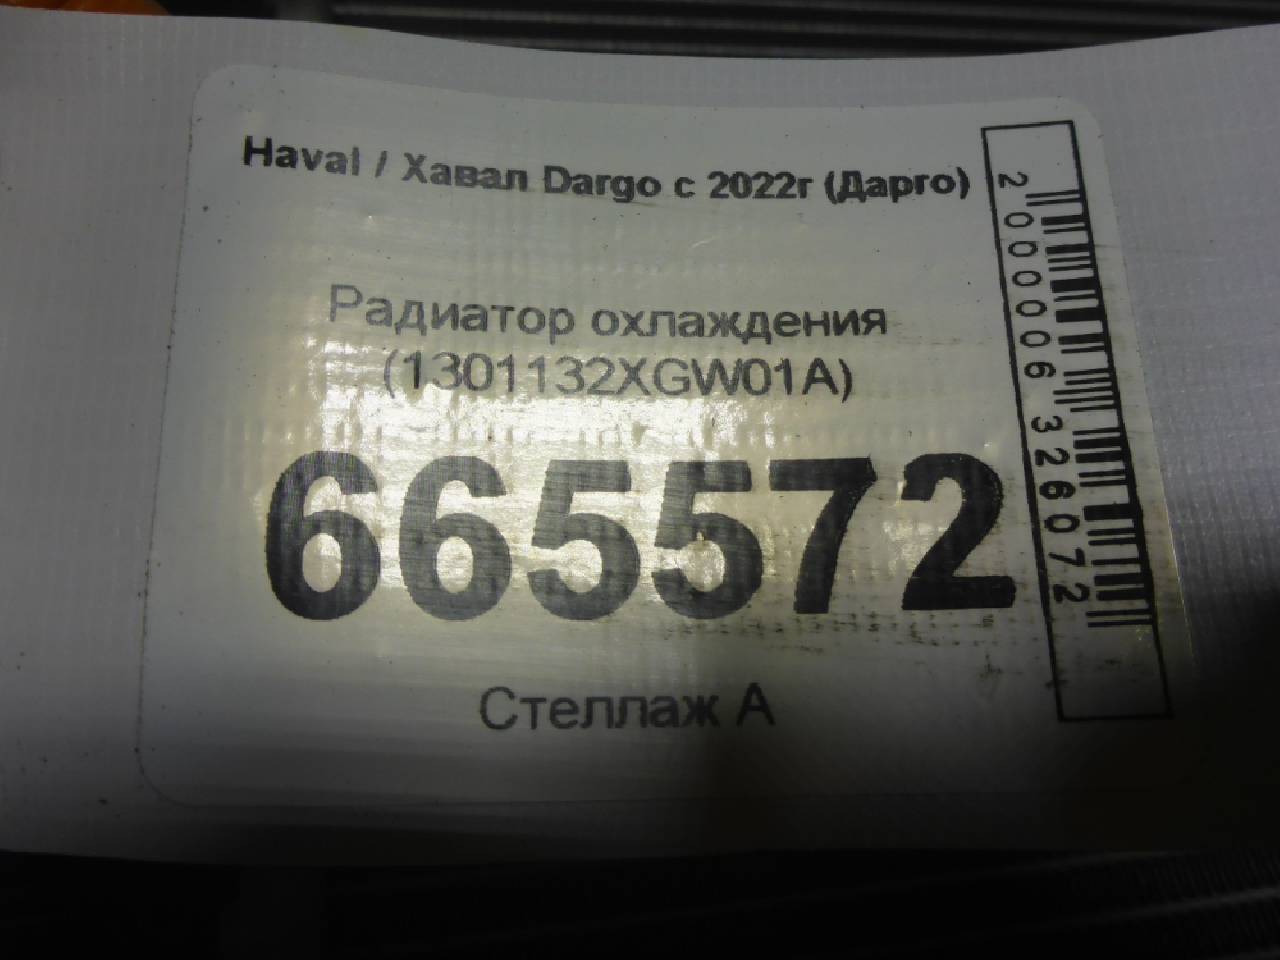 Haval / Хавал Dargo с 2022г (Дарго)
Радиатор охлаждения
(1301132XGW01A)
665572
Стеллаж А
2000006326072